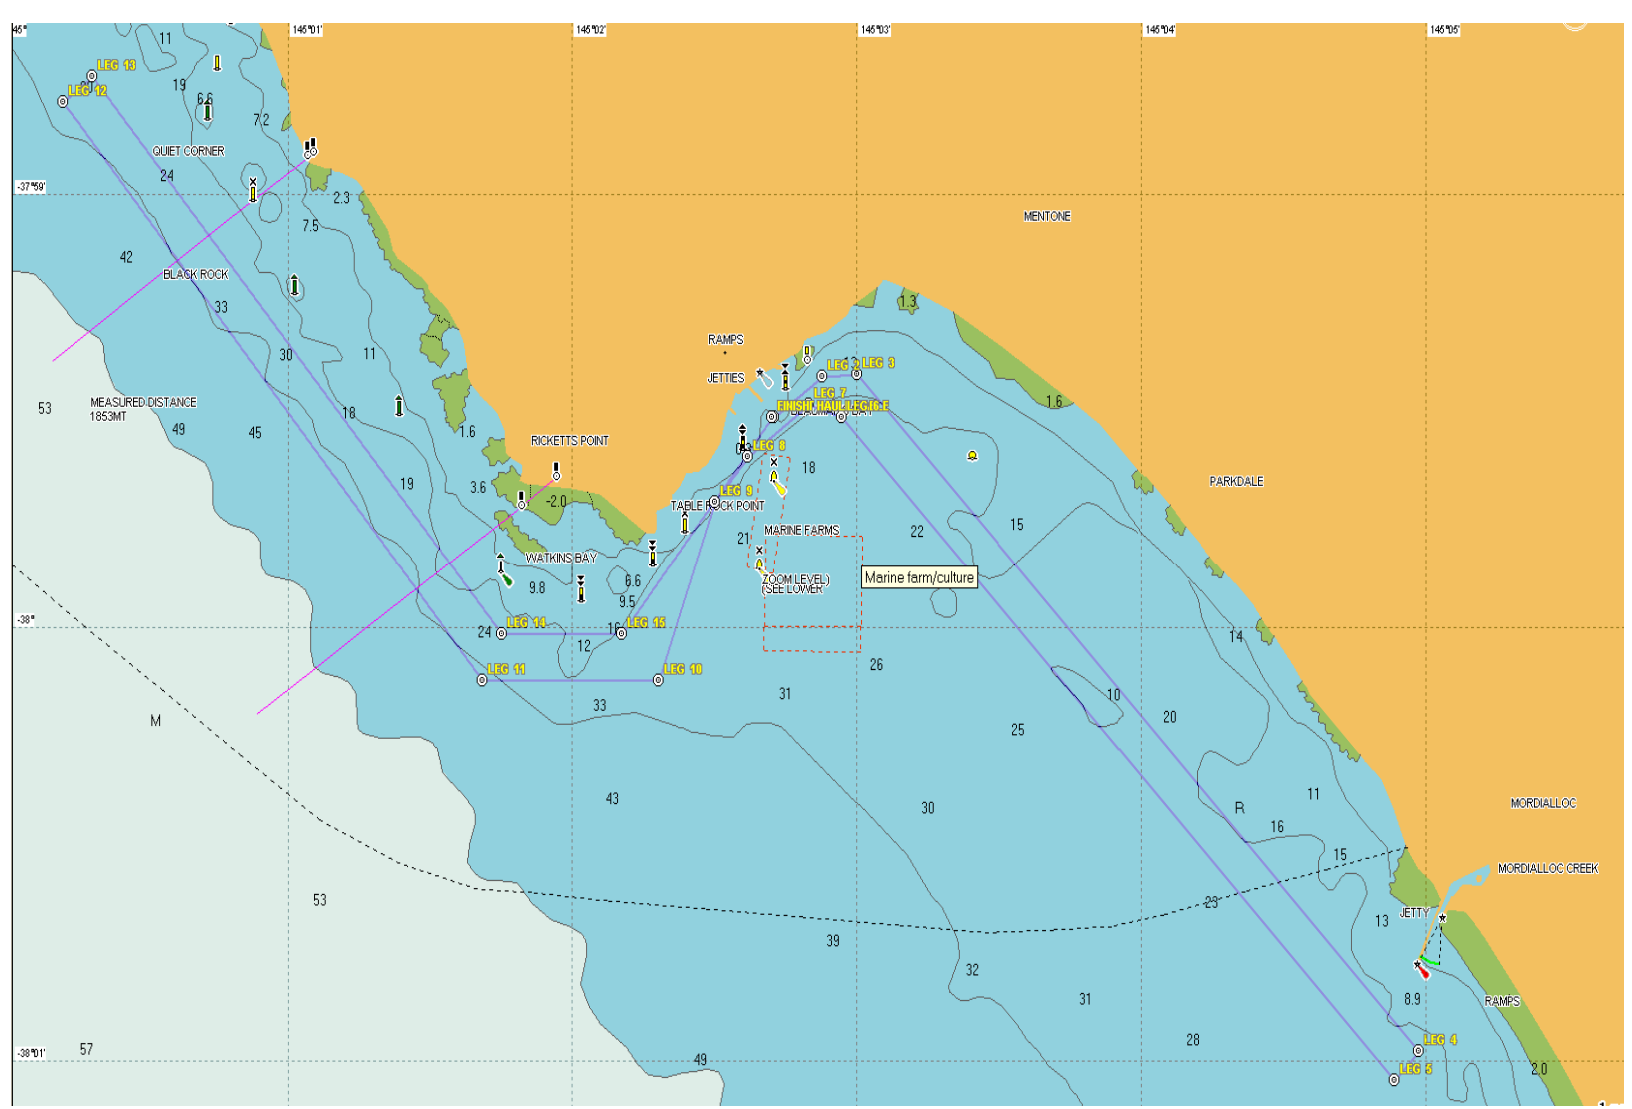 45°
145°01'
145°02'
145°03'
145°04'
145°05'
11
LEG 13
19
LEG 12
6.6
7.2
QUIET CORNER
24
-37°59'
2.3
MENTONE
7.5
42
BLACK ROCK
1.3
33
RAMPS
30
11
LEG 2
LEG 3
JETTIES
LEG 7
MEASURED DISTANCE
1853MT
53
18
1.6
49
45
1.6
RICKETTS POINT
LEG 8
18
PARKDALE
19
3.6
-2.0
LEG 9
TABLE ROCK POINT
22
15
MARINE FARMS
21
WATKINS BAY
Marine farm/culture
6.6
ZOOM LEVEL)
(SEE LOWER
9.8
9.5
-38°
24
LEG 14
16
LEG 15
14
12
LEG 11
LEG 10
26
31
10
33
M
20
25
43
30
R
11
MORDIALLOC
16
15
MORDIALLOC CREEK
53
23
JETTY
13
39
32
31
8.9
RAMPS
28
LEG 4
-38°01'
57
49
LEG 5
2.0